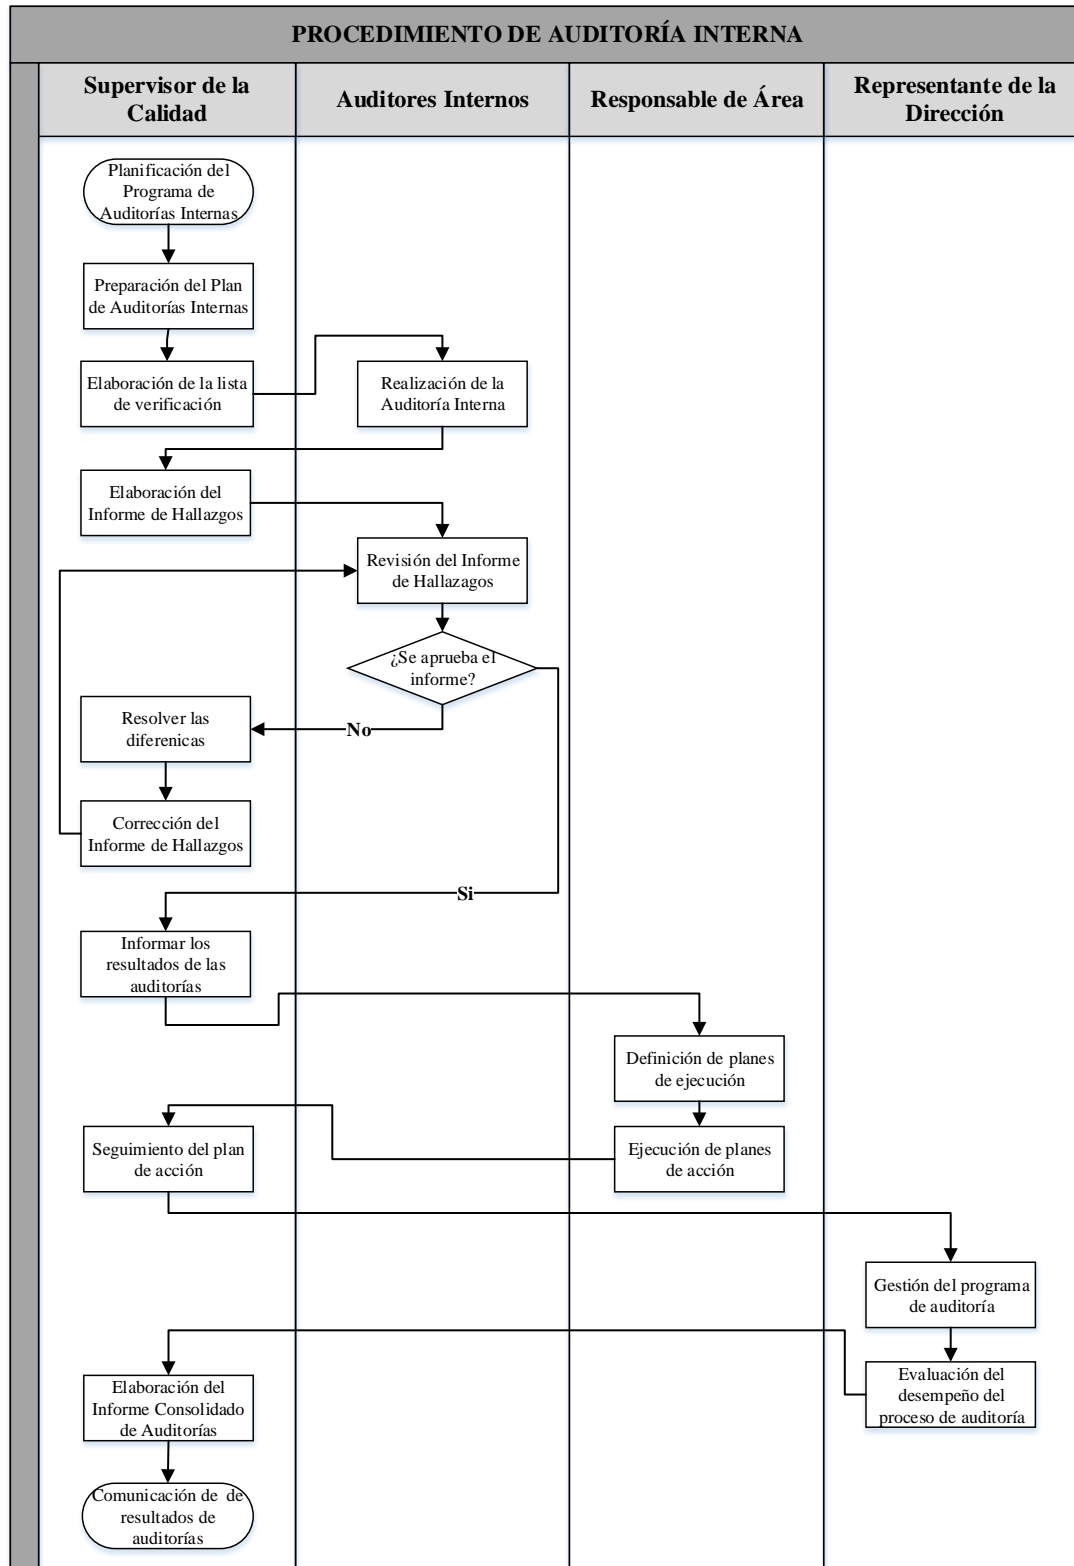 PROCEDIMIENTO DE AUDITORÍA INTERNA
Supervisor de la
Calidad
Auditores Internos
Responsable de Área
Representante de la
Dirección
Planificación del
Programa de
Auditorías Internas
Preparación del Plan
de Auditorías Internas
Elaboración de la lista
de verificación
Realización de la
Auditoría Interna
Elaboración del
Informe de Hallazgos
Revisión del Informe
de Hallazagos
¿Se aprueba el
informe?
Resolver las
diferenicas
No
Corrección del
Informe de Hallazgos
Si
Informar los
resultados de las
auditorías
Definición de planes
de ejecución
Seguimiento del plan
de acción
Ejecución de planes
de acción
Gestión del programa
de auditoría
Evaluación del
desempeño del
proceso de auditoría
Elaboración del
Informe Consolidado
de Auditorías
Comunicación de  de
resultados de
auditorías